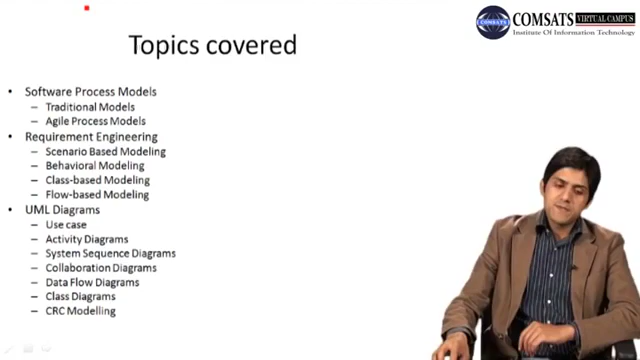 COMSATS VIRTUAL CAMPUS
Institute Of Information Technology
COMSATS
Topics covered
• Software Process Models
– Traditional Models
– Agile Process Models
• Requirement Engineering
– Scenario Based Modeling
– Behavioral Modeling
– Class-based Modeling
– Flow-based Modeling
• UML Diagrams
– Use case
– Activity Diagrams
– System Sequence Diagrams
– Collaboration Diagrams
– Data Flow Diagrams
– Class Diagrams
– CRC Modelling